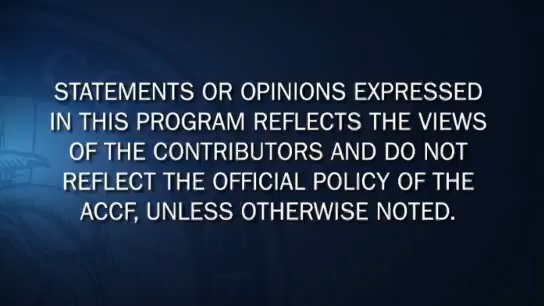 STATEMENTS OR OPINIONS EXPRESSED
IN THIS PROGRAM REFLECTS THE VIEWS
OF THE CONTRIBUTORS AND DO NOT
REFLECT THE OFFICIAL POLICY OF THE
ACCF, UNLESS OTHERWISE NOTED.